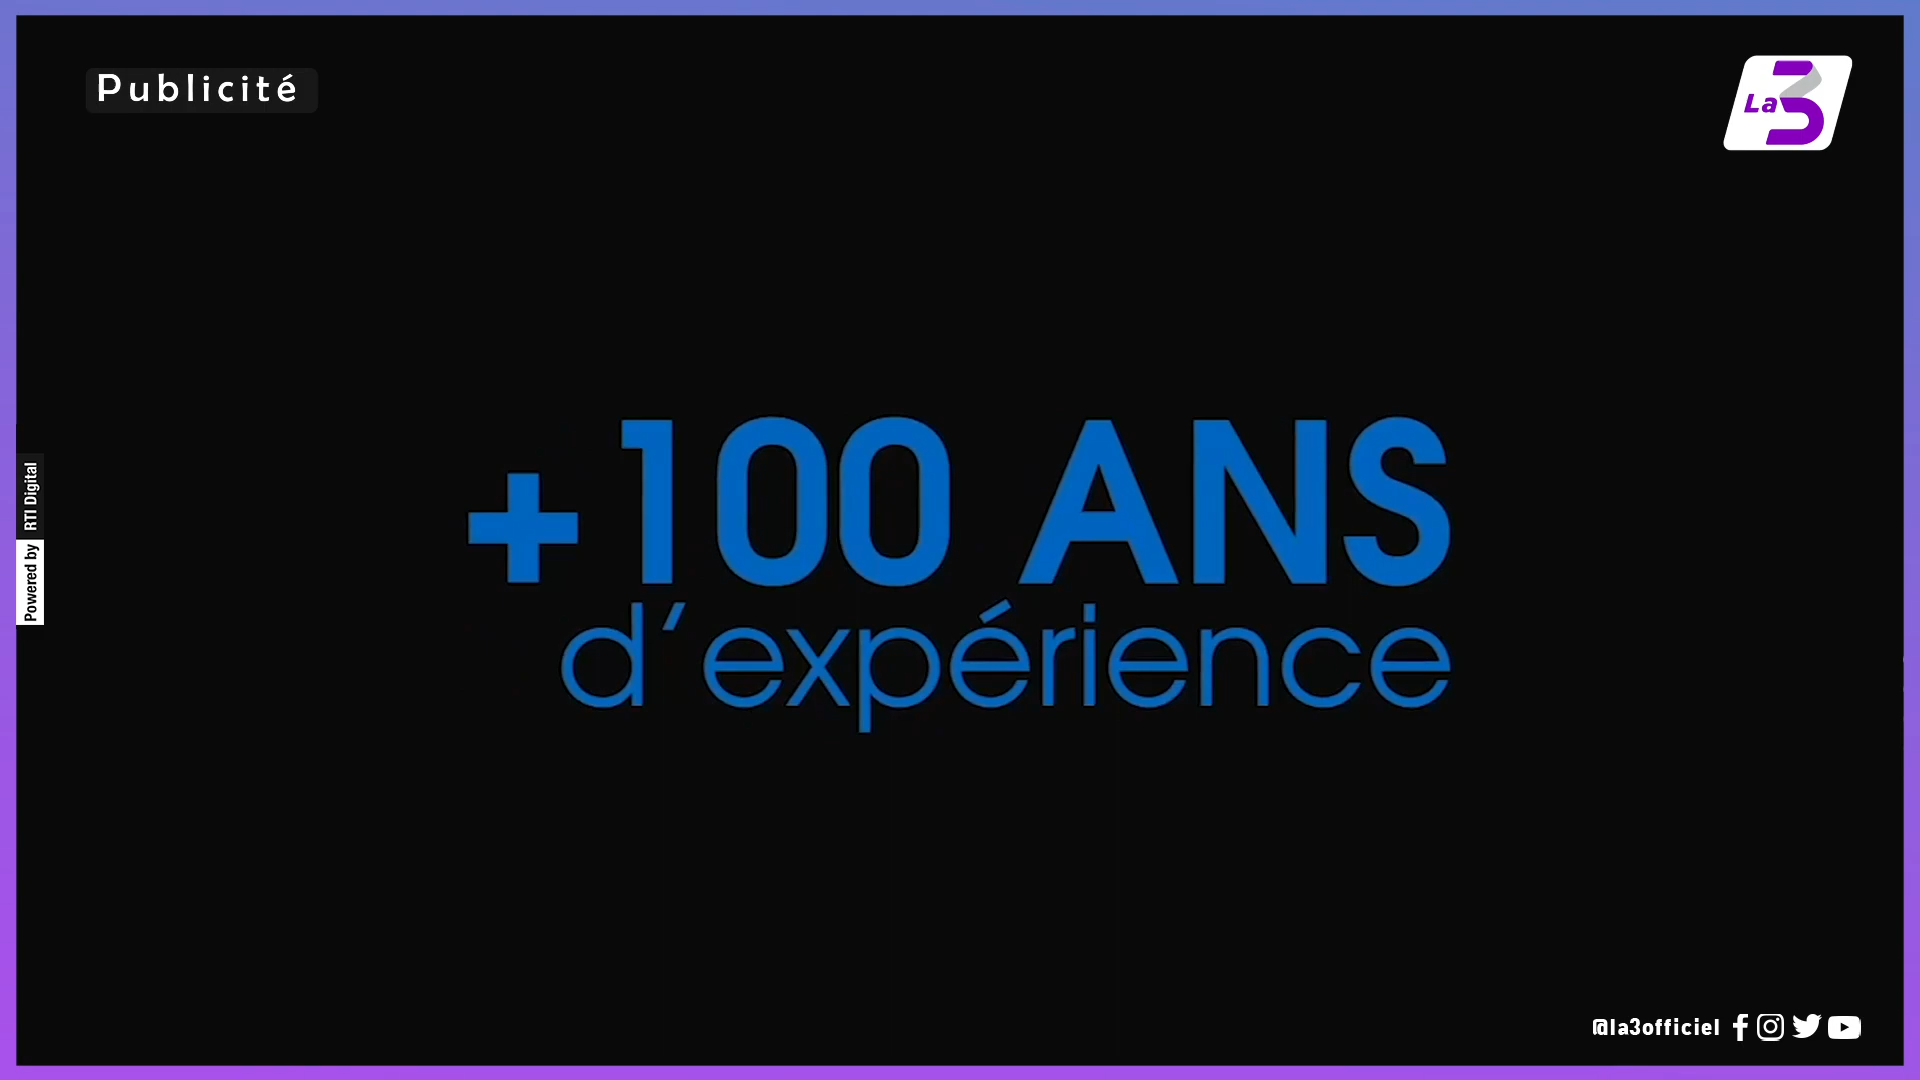 Publicité
La3
+100 ANS
d'expérience
Powered by RTI Digital
@la3officiel